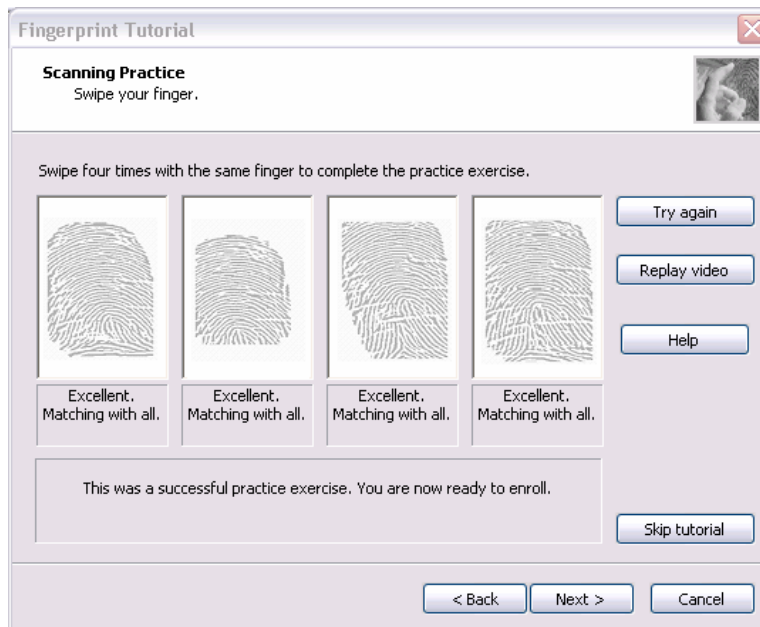 Fingerprint Tutorial
Scanning Practice
Swipe your finger.
Swipe four times with the same finger to complete the practice exercise.
Try again
Replay video
Help
Excellent.
Matching with all.
Excellent.
Matching with all.
Excellent.
Matching with all.
Excellent.
Matching with all.
This was a successful practice exercise. You are now ready to enroll.
Skip tutorial
< Back
Next >
Cancel